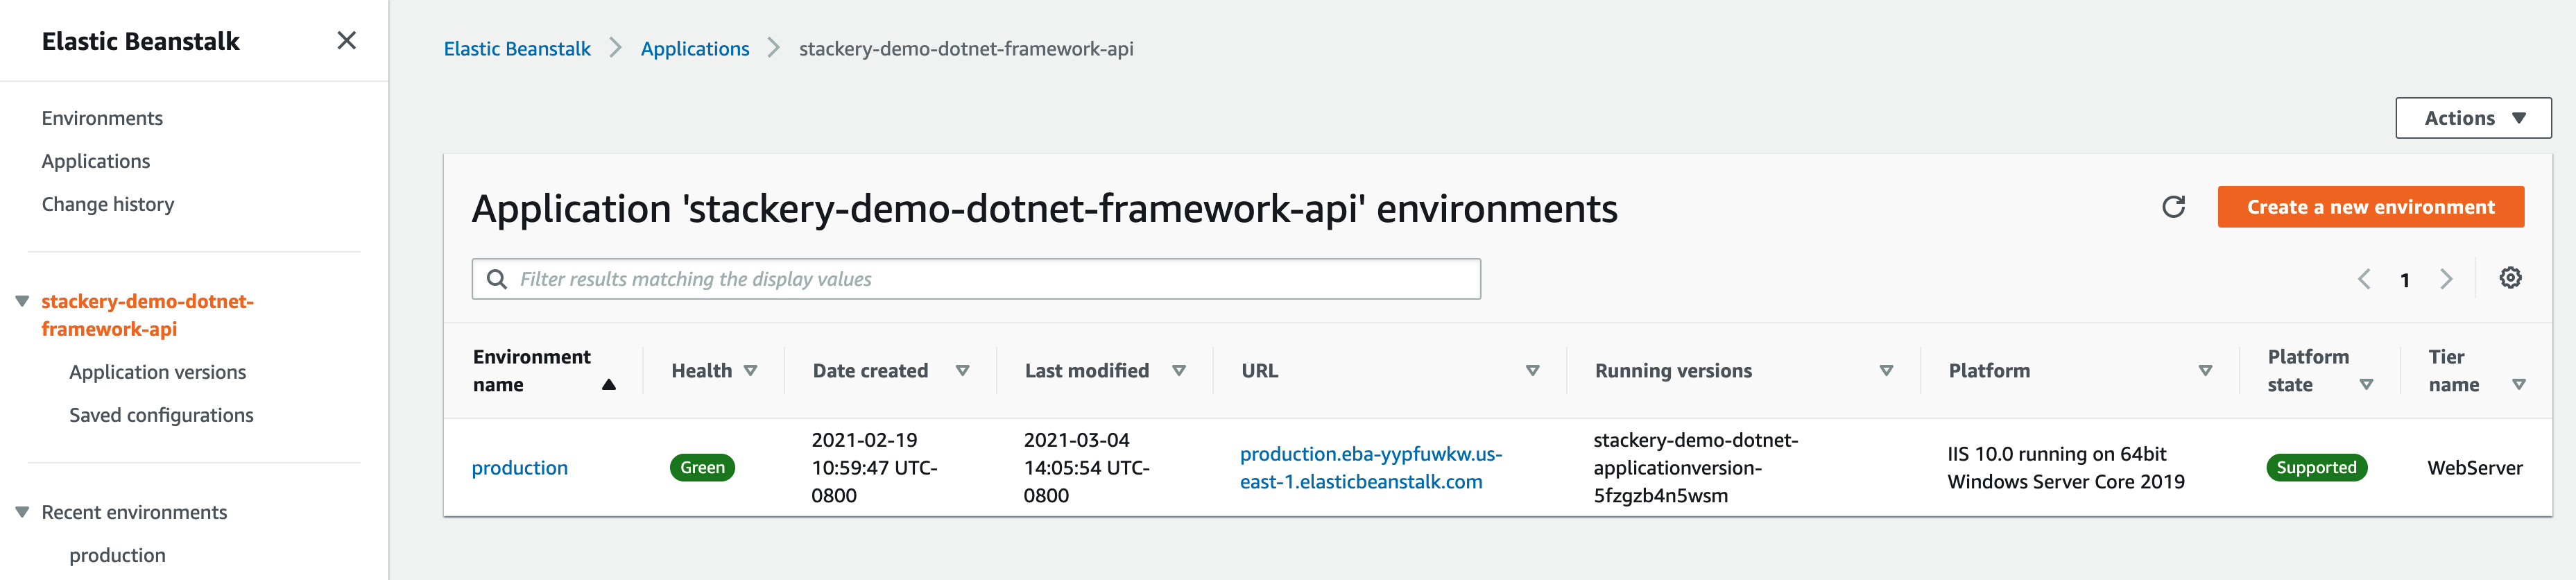 Elastic Beanstalk
Environments
Applications
Change history
stackery-demo-dotnet-
framework-api
Application versions
Saved configurations
Recent environments
production
Elastic Beanstalk
Applications
stackery-demo-dotnet-framework-api
Actions
Application 'stackery-demo-dotnet-framework-api' environments
Create a new environment
Filter results matching the display values
1
Environment
name
Health
Date created
Last modified
URL
Running versions
Platform
Platform
state
Tier
name
production
Green
2021-02-19
10:59:47 UTC-
0800
2021-03-04
14:05:54 UTC-
0800
production.eba-yypfuwkw.us-
east-1.elasticbeanstalk.com
stackery-demo-dotnet-
applicationversion-
5fzgzb4n5wsm
IIS 10.0 running on 64bit
Windows Server Core 2019
Supported
WebServer